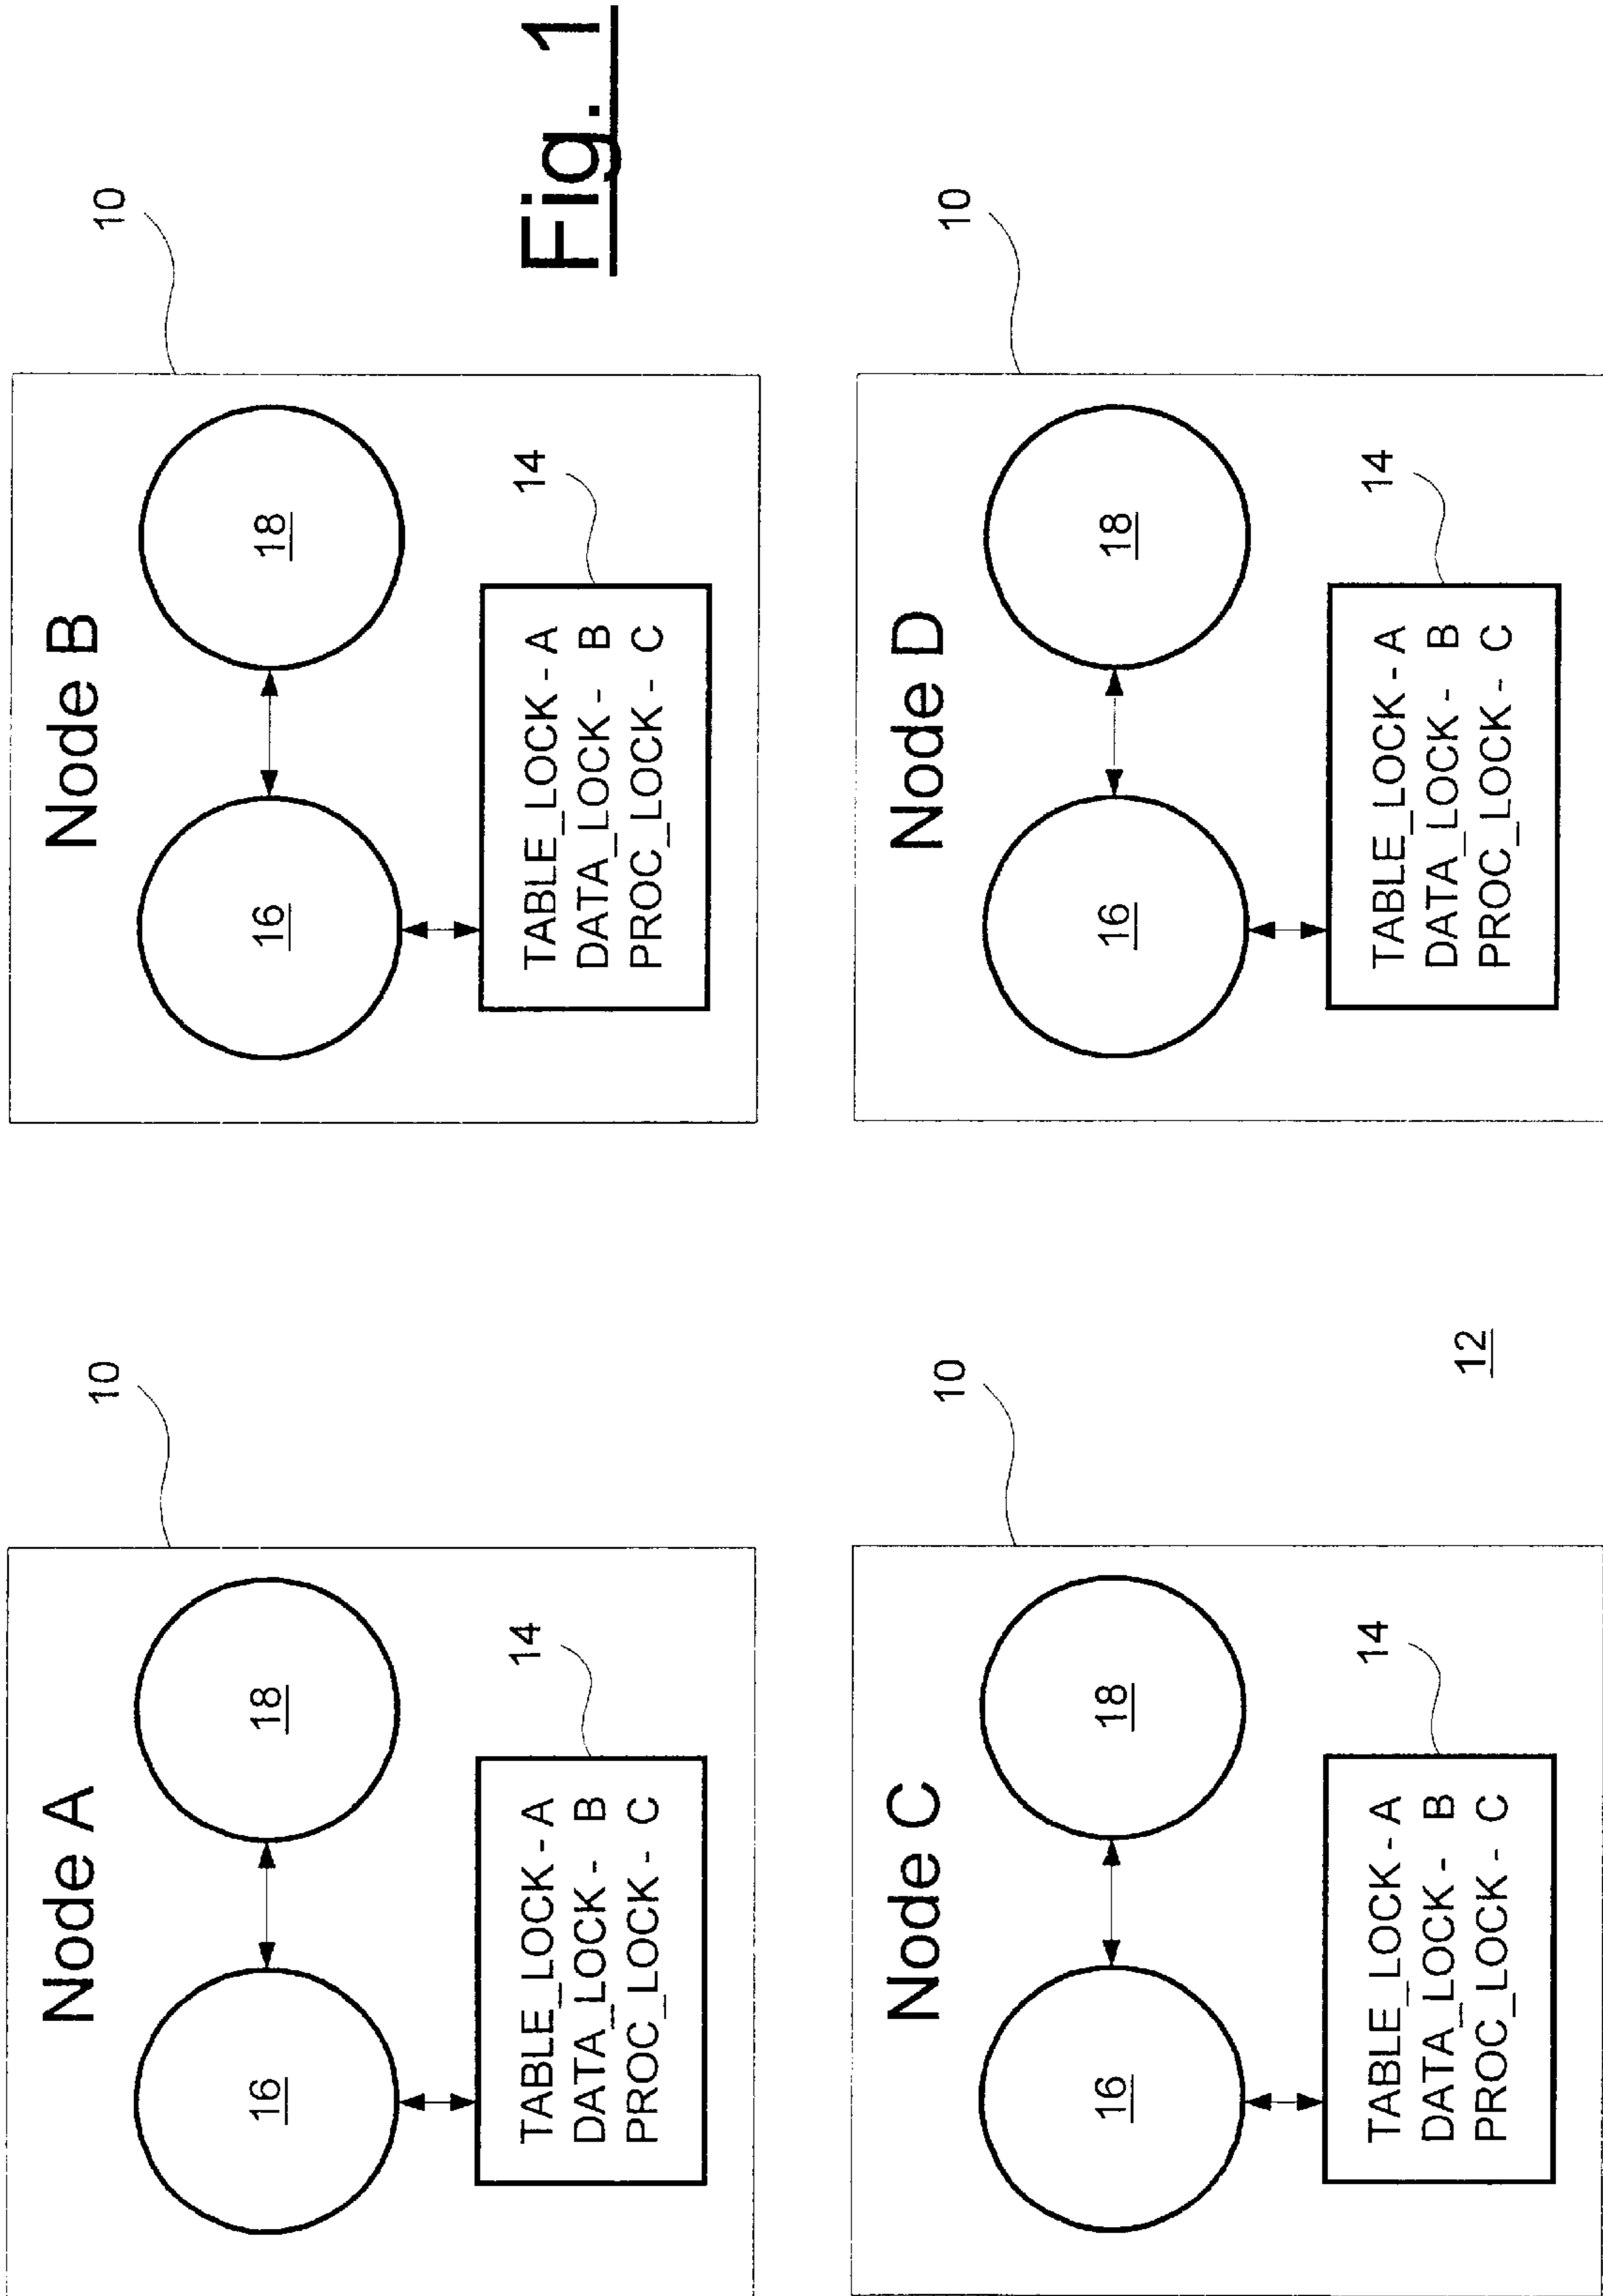 Node A
10
16
18
14
TABLE_LOCK - A
DATA_LOCK - B
PROC_LOCK - C
Node B
10
16
18
14
TABLE_LOCK - A
DATA_LOCK - B
PROC_LOCK - C
Node C
10
16
18
14
TABLE_LOCK - A
DATA_LOCK - B
PROC_LOCK - C
12
Node D
10
16
18
14
TABLE_LOCK - A
DATA_LOCK - B
PROC_LOCK - C
Fig. 1